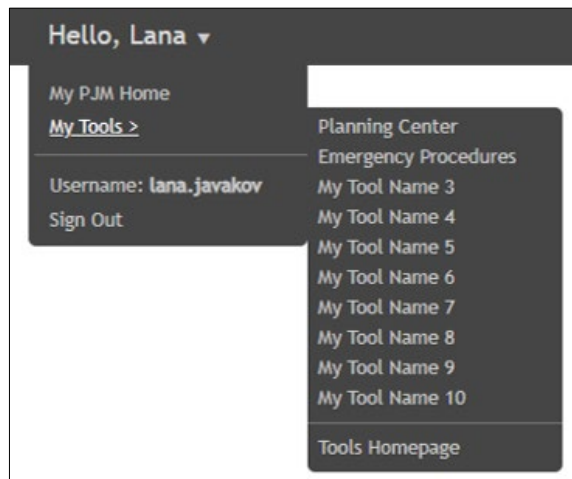 Hello, Lana ▼
My PJM Home
My Tools >
Username: lana.javakov
Sign Out
Planning Center
Emergency Procedures
My Tool Name 3
My Tool Name 4
My Tool Name 5
My Tool Name 6
My Tool Name 7
My Tool Name 8
My Tool Name 9
My Tool Name 10
Tools Homepage